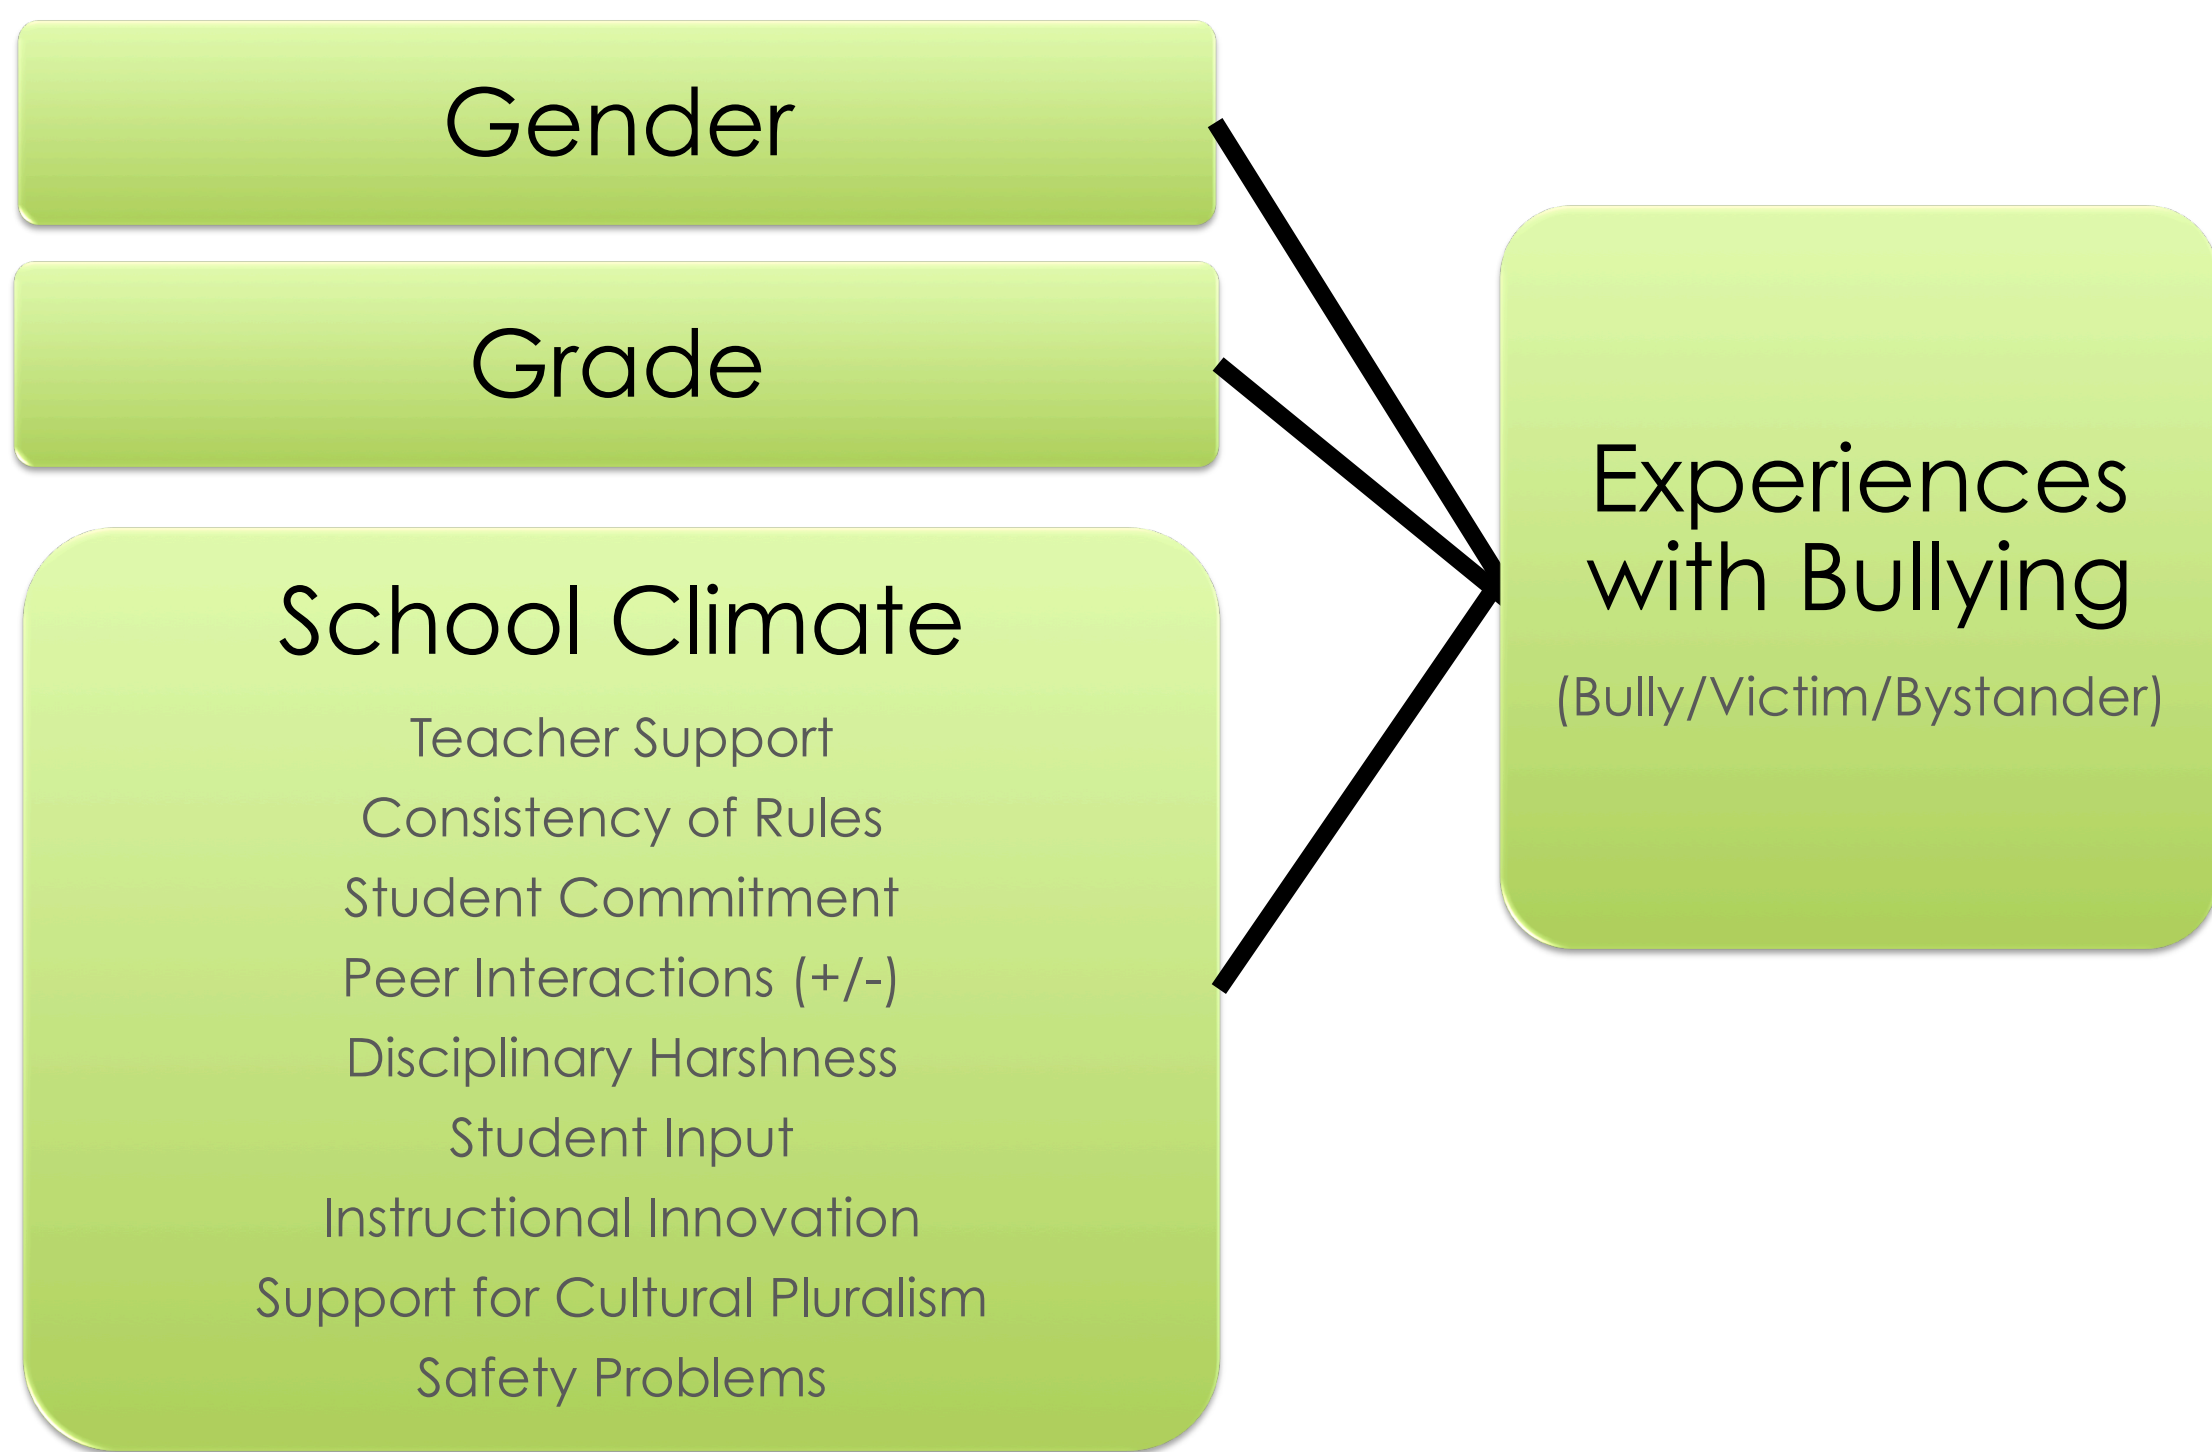 Gender
Grade
School Climate
Teacher Support
Consistency of Rules
Student Commitment
Peer Interactions (+/-)
Disciplinary Harshness
Student Input
Instructional Innovation
Support for Cultural Pluralism
Safety Problems
Experiences
with Bullying
(Bully/Victim/Bystander)